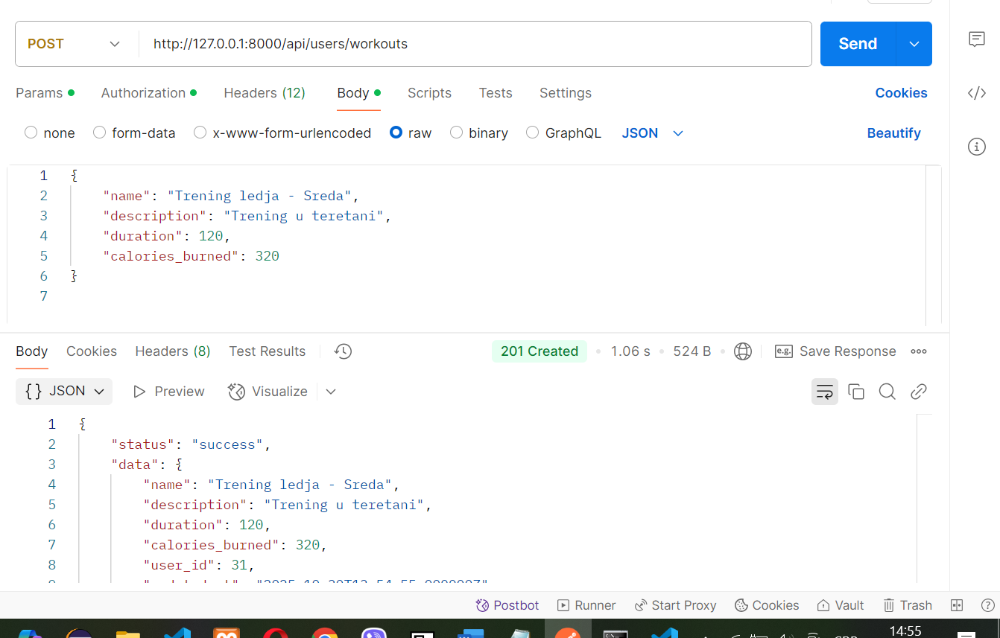 POST http://127.0.0.1:8000/api/users/workouts Send
Params Authorization Headers (12) Body Scripts Tests Settings Cookies
none form-data x-www-form-urlencoded raw binary GraphQL JSON Beautify
1 {
2 "name": "Trening ledja - Sreda",
3 "description": "Trening u teretani",
4 "duration": 120,
5 "calories_burned": 320
6 }
7
Body Cookies Headers (8) Test Results 201 Created 1.06 s 524 B e.g. Save Response
{} JSON Preview Visualize
1 {
2 "status": "success",
3 "data": {
4 "name": "Trening ledja - Sreda",
5 "description": "Trening u teretani",
6 "duration": 120,
7 "calories_burned": 320,
8 "user_id": 31,
Postbot Runner Start Proxy Cookies Vault Trash
14:55